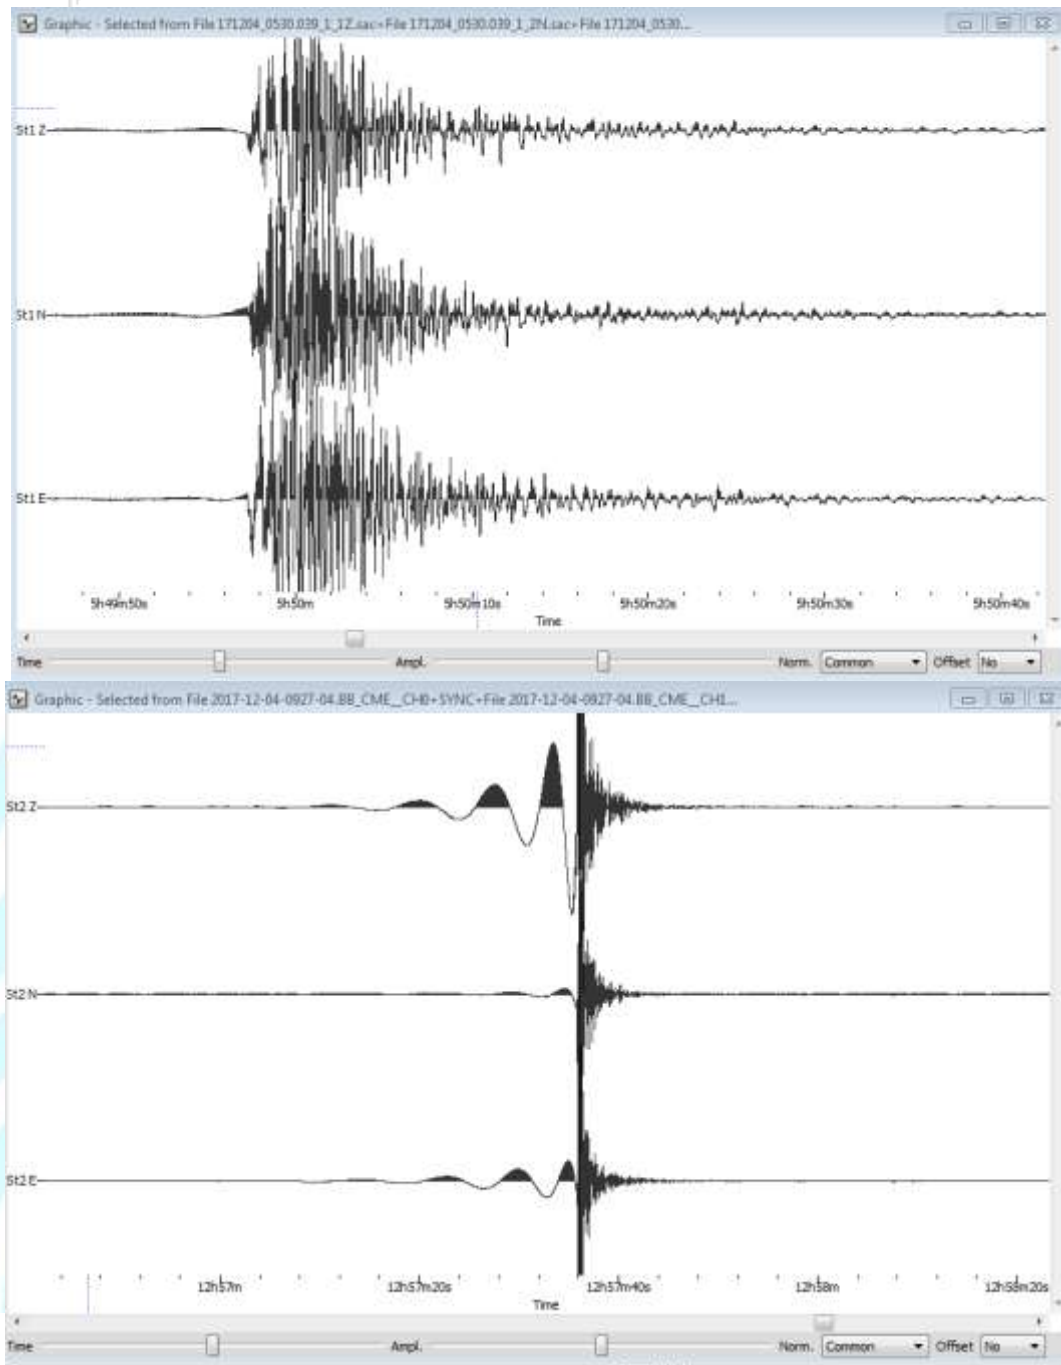 Graphic - Selected from File 171204_0530.039_1_1Z.sac+File 171204_0530.039_1_2N.sac+File 171204_0530...
St1 Z
St1 N
St1 E
5h49m50s 5h50m 5h50m10s 5h50m20s 5h50m30s 5h50m40s
Time
Time Ampl. Norm. Common Offset No
Graphic - Selected from File 2017-12-04-0927-04.BB_CME__CH0+SYNC+File 2017-12-04-0927-04.BB_CME__CH1...
St2 Z
St2 N
St2 E
12h57m 12h57m20s 12h57m40s 12h58m 12h58m20s
Time
Time Ampl. Norm. Common Offset No